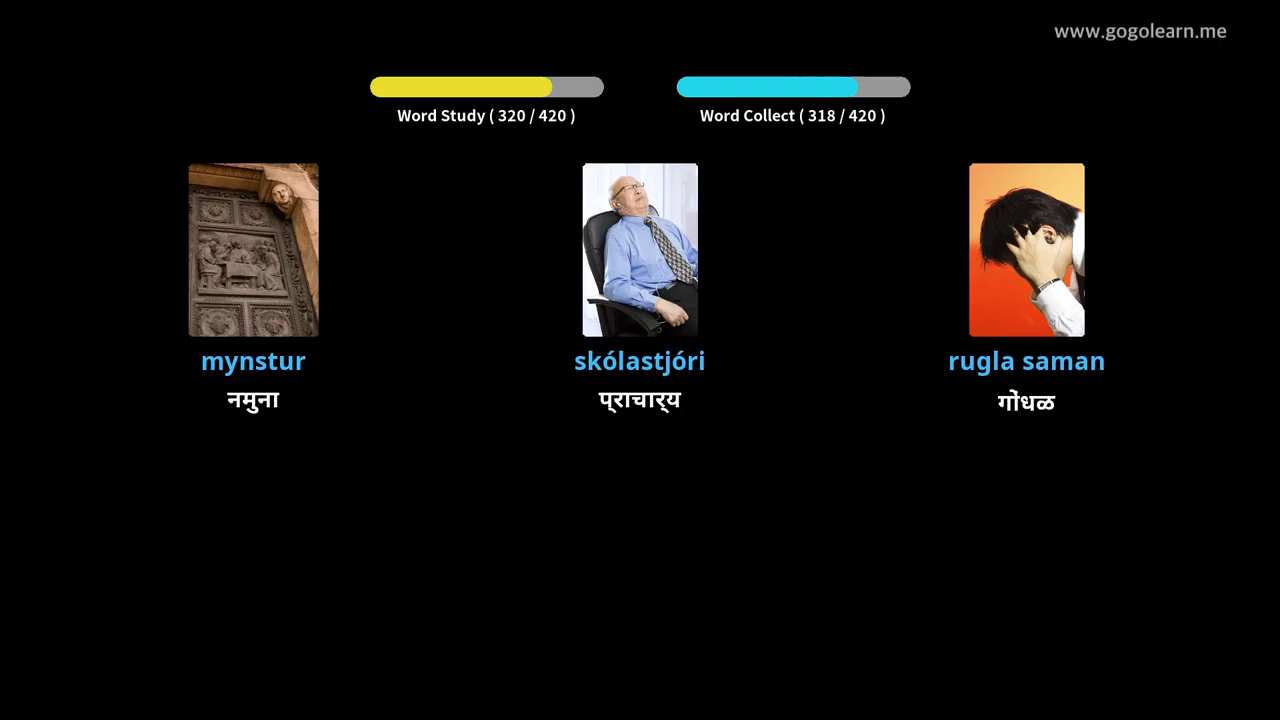 www.gogolearn.me
Word Study ( 320 / 420 )
Word Collect ( 318 / 420 )
mynstur
skólastjóri
rugla saman
नमुना
प्राचार्य
गोंधळ